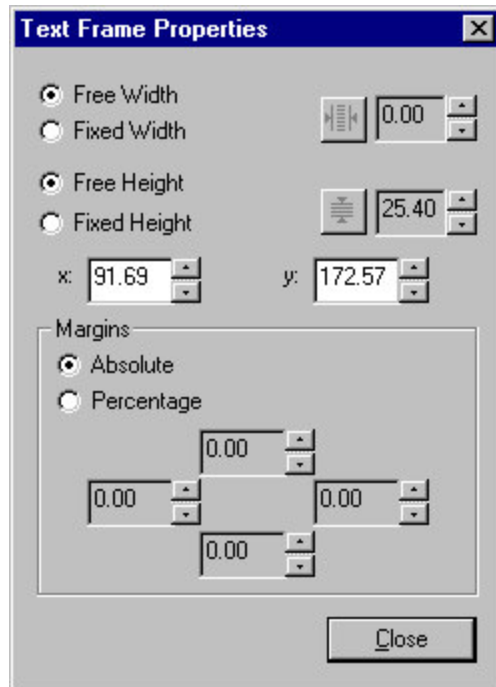 Text Frame Properties
Free Width
0.00
Fixed Width
Free Height
25.40
Fixed Height
x: 91.69 y: 172.57
Margins
Absolute
Percentage
0.00
0.00 0.00
0.00
Close